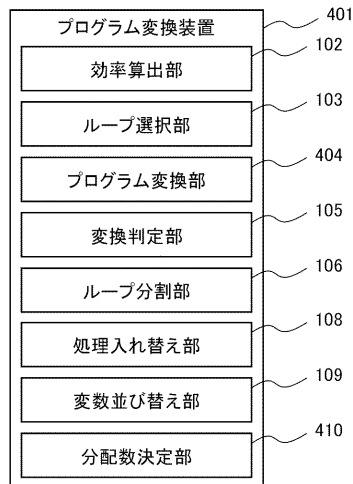 プログラム変換装置
401
効率算出部
102
ループ選択部
103
プログラム変換部
404
変換判定部
105
ループ分割部
106
処理入れ替え部
108
変数並び替え部
109
分配数決定部
410